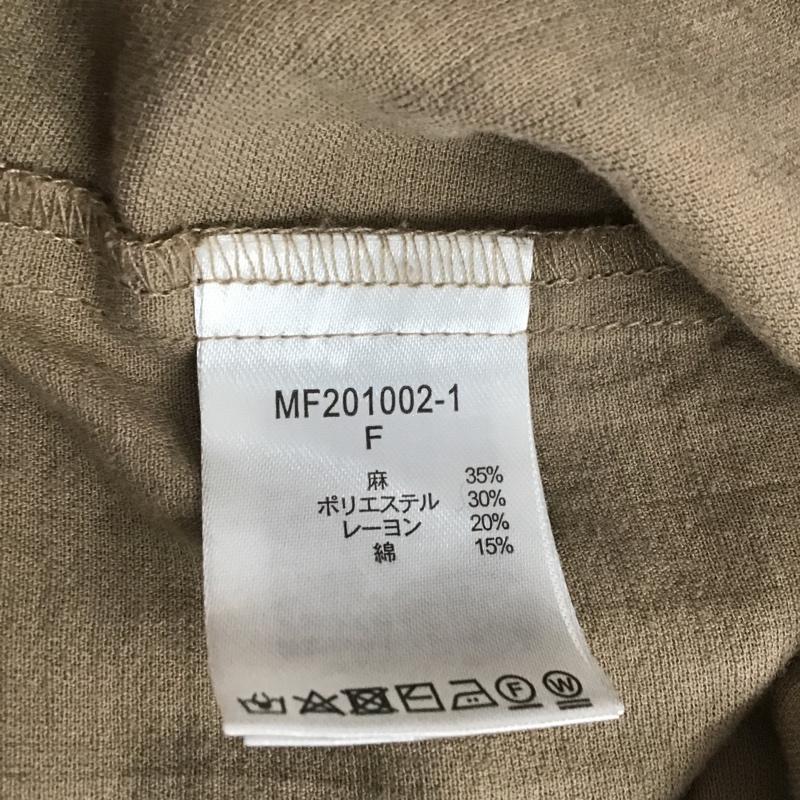 MF201002-1
F
麻 35%
ポリエステル 30%
レーヨン 20%
綿 15%
F W